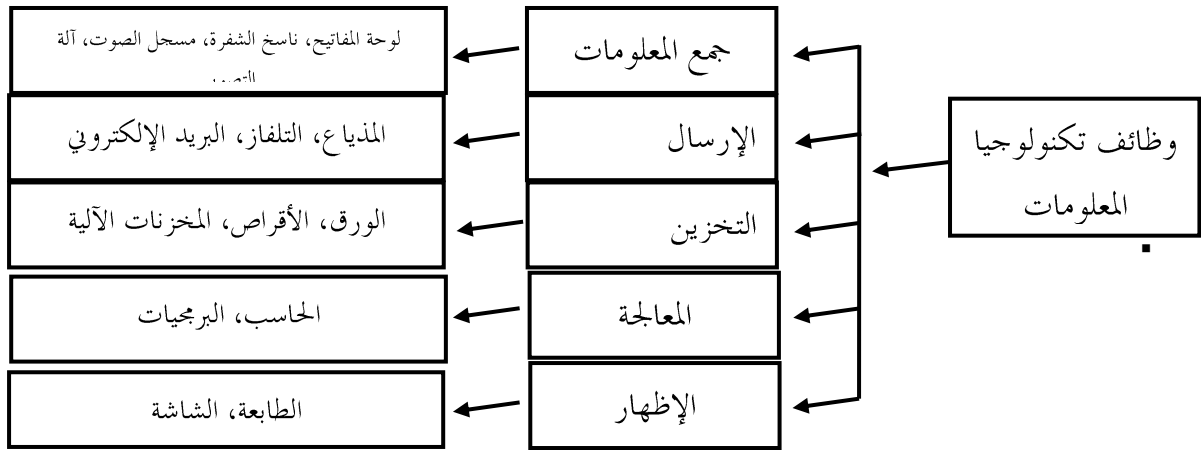 وظائف تكنولوجيا
المعلومات
جمع المعلومات
لوحة المفاتيح، ناسخ الشفرة، مسجل الصوت، آلة
الإرسال
المذياع، التلفاز، البريد الإلكتروني
التخزين
الورق، الأقراص، المخزنات الآلية
المعالجة
الحاسب، البرمجيات
الإظهار
الطابعة، الشاشة